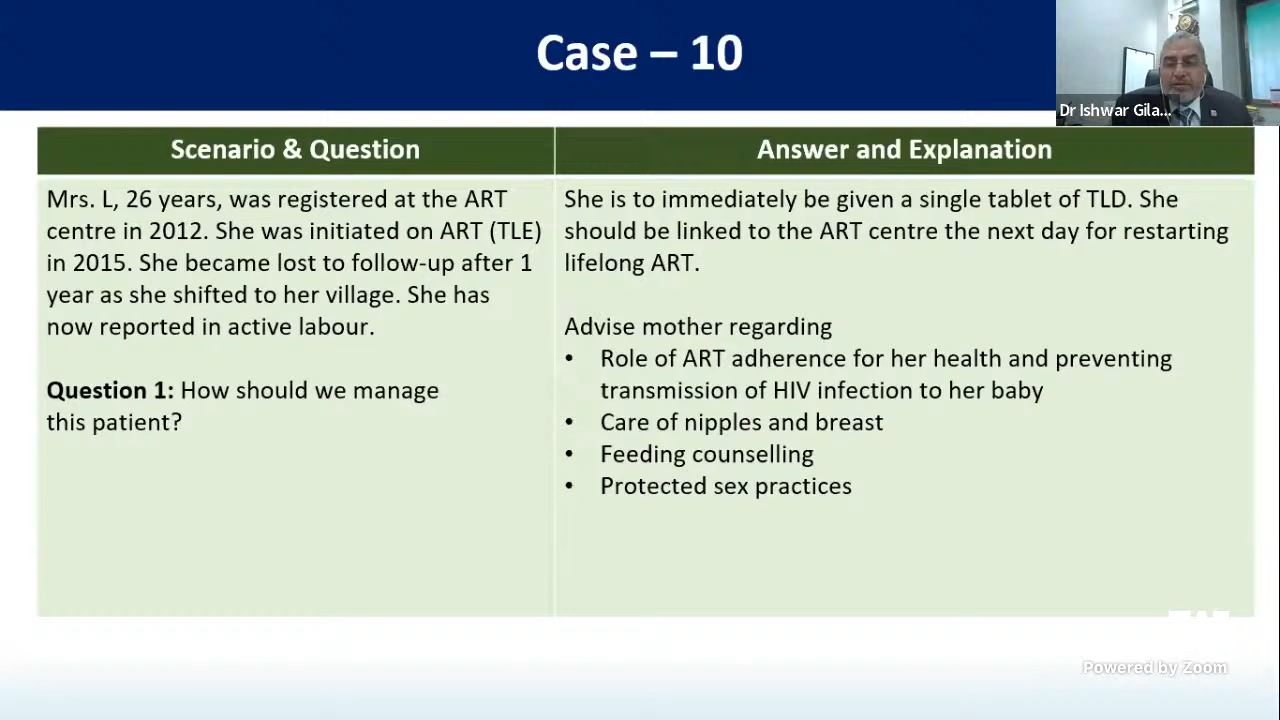 Case – 10
Dr Ishwar Gila...
Scenario & Question
Answer and Explanation
Mrs. L, 26 years, was registered at the ART
centre in 2012. She was initiated on ART (TLE)
in 2015. She became lost to follow-up after 1
year as she shifted to her village. She has
now reported in active labour.
Question 1: How should we manage
this patient?
She is to immediately be given a single tablet of TLD. She
should be linked to the ART centre the next day for restarting
lifelong ART.
Advise mother regarding
• Role of ART adherence for her health and preventing
transmission of HIV infection to her baby
• Care of nipples and breast
• Feeding counselling
• Protected sex practices
Powered by Zoom